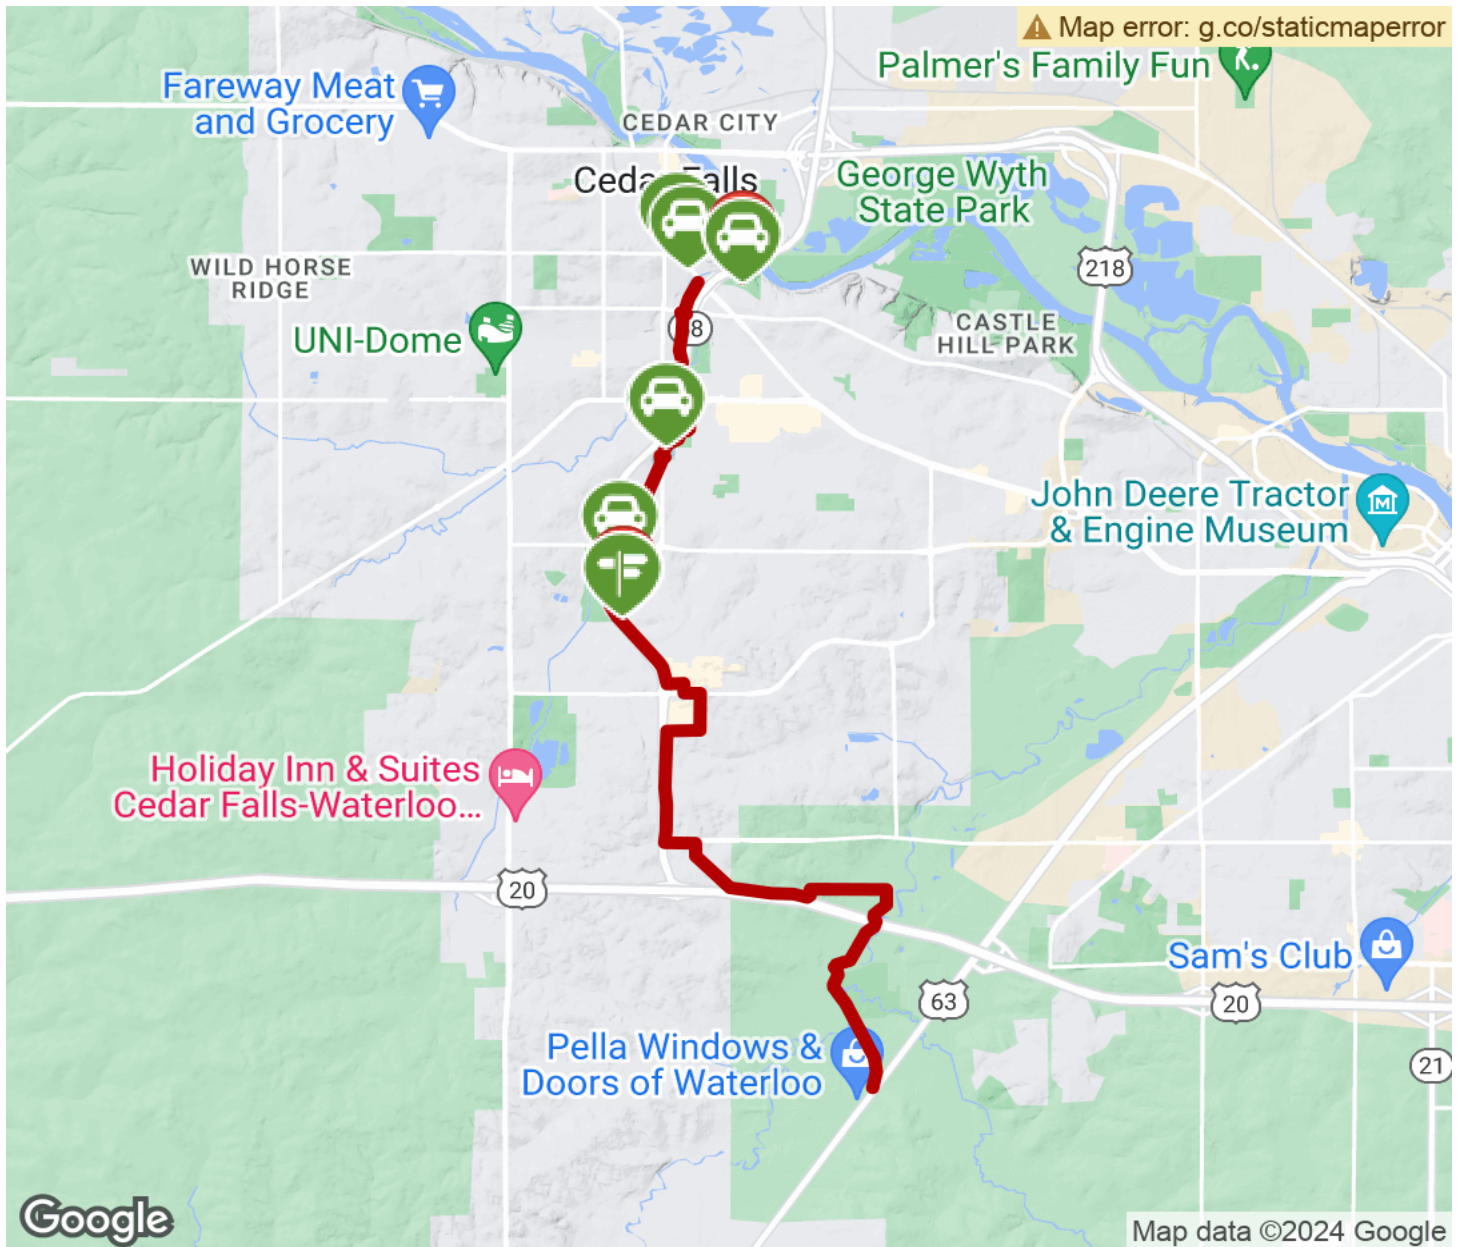 Map error: g.co/staticmaperror
Palmer's Family Fun
Fareway Meat
and Grocery
CEDAR CITY
George Wyth
State Park
218
WILD HORSE
RIDGE
CASTLE
HILL PARK
UNI-Dome
John Deere Tractor
& Engine Museum
Holiday Inn & Suites
Cedar Falls-Waterloo...
20
Sam's Club
63
20
Pella Windows &
Doors of Waterloo
21
Google
Map data ©2024 Google